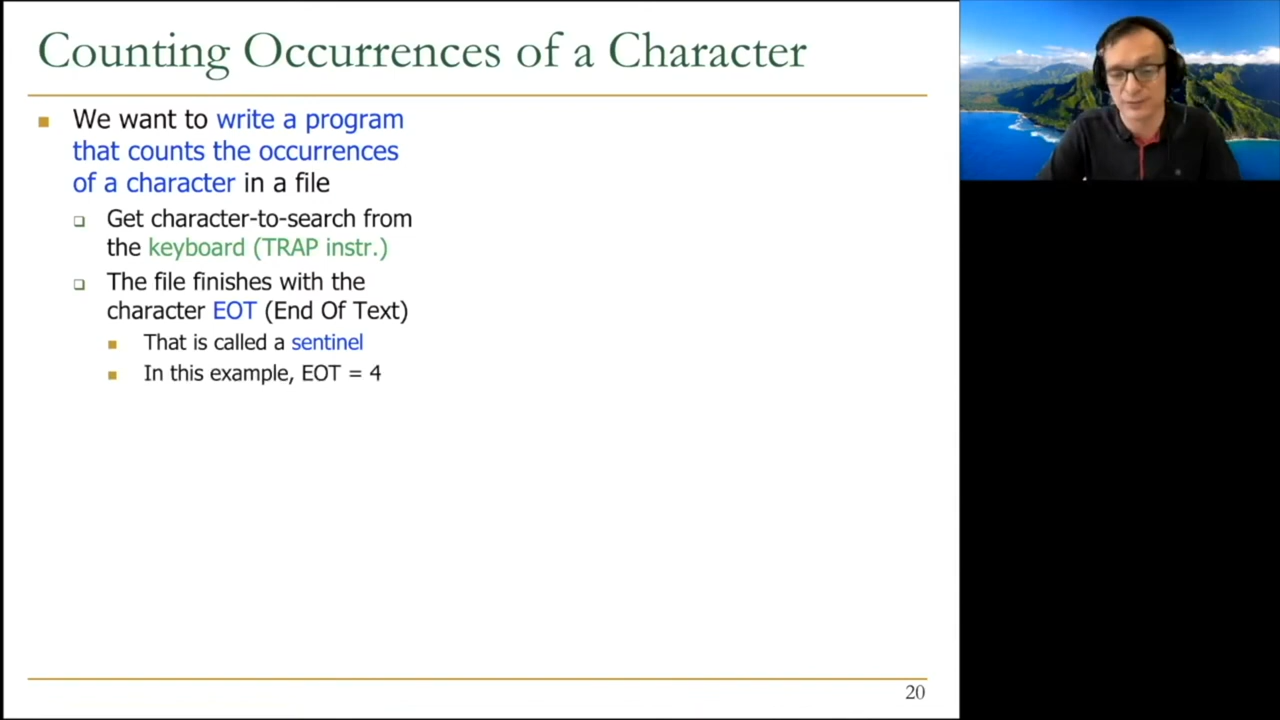 Counting Occurrences of a Character
We want to write a program
that counts the occurrences
of a character in a file
Get character-to-search from
the keyboard (TRAP instr.)
The file finishes with the
character EOT (End Of Text)
That is called a sentinel
In this example, EOT = 4
20